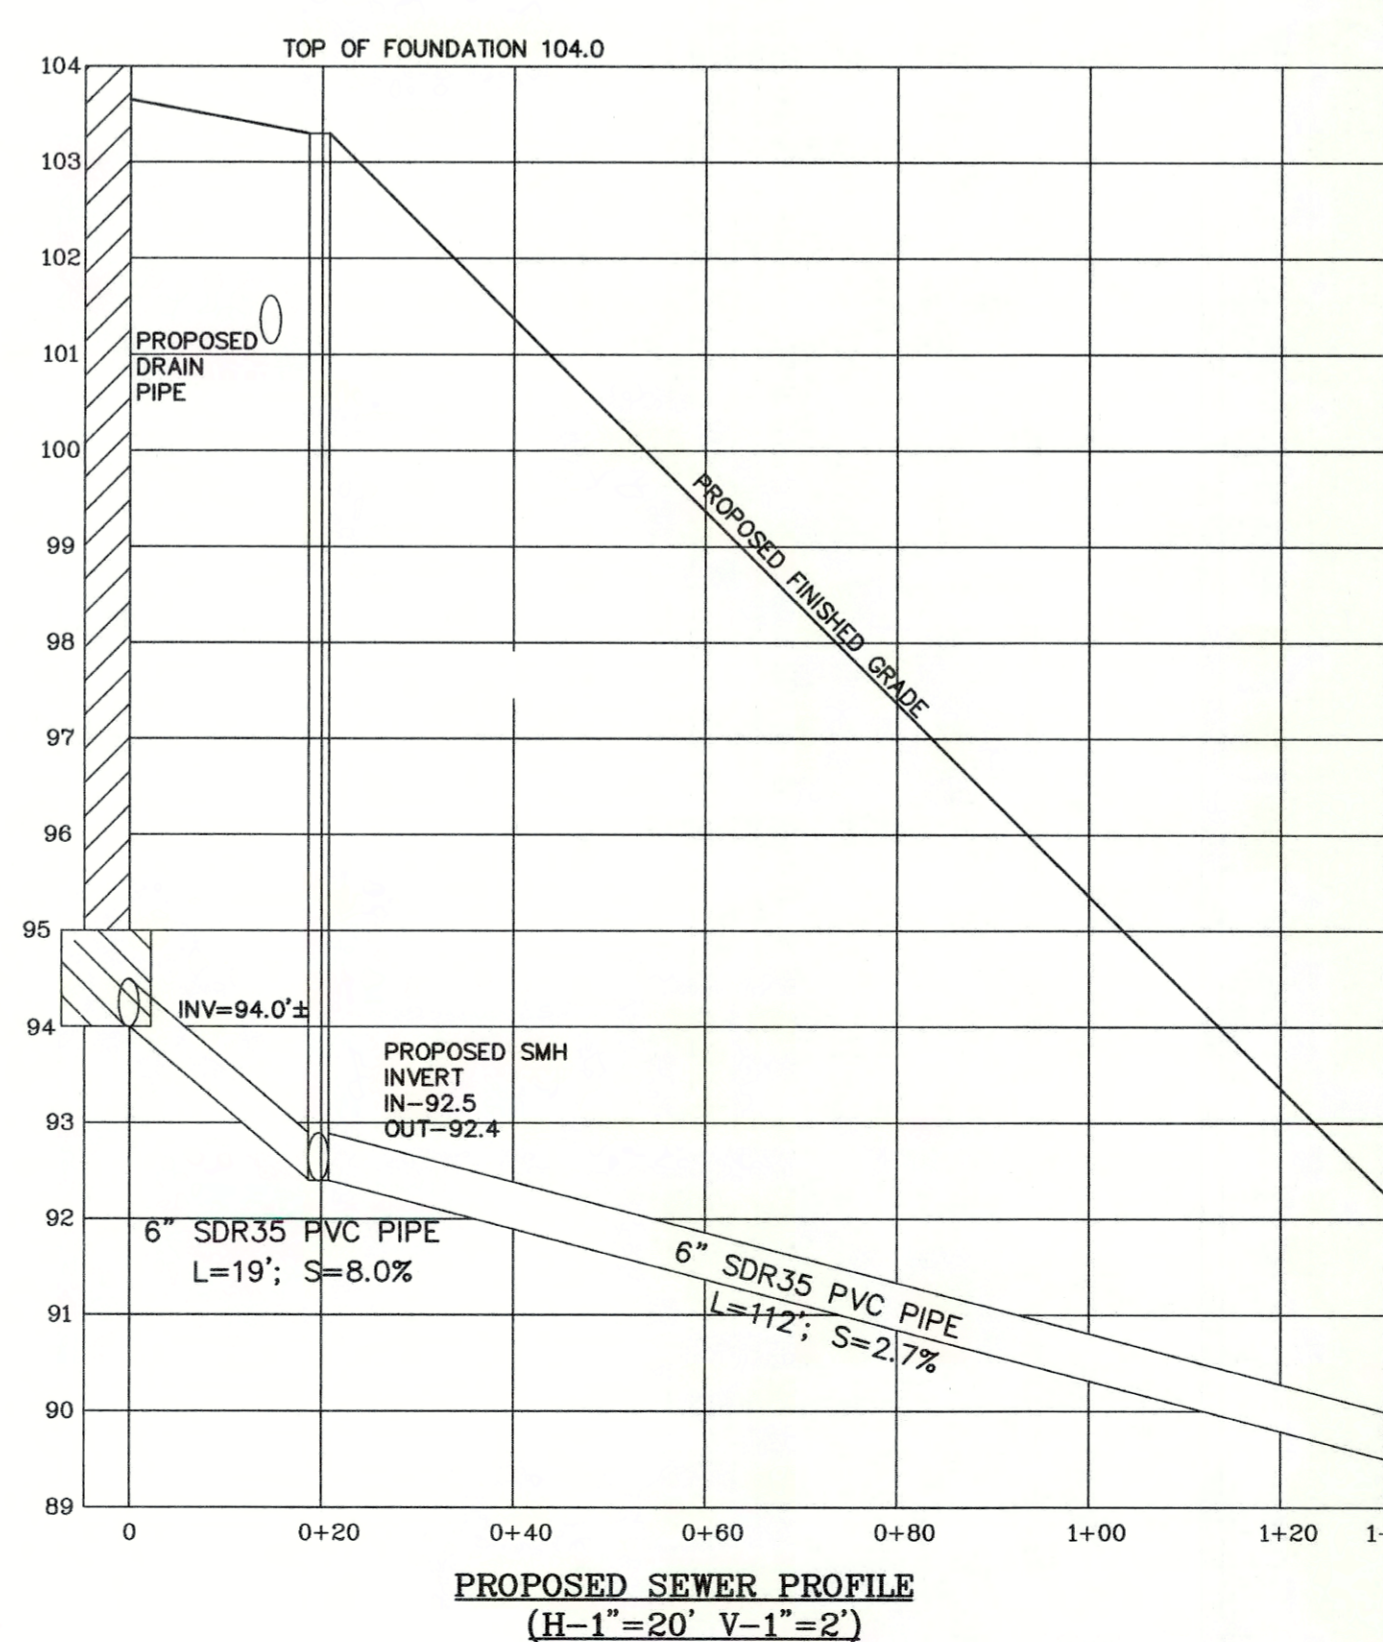 TOP OF FOUNDATION 104.0
104
103
102
101
100
99
98
97
96
95
94
93
92
91
90
89
PROPOSED
DRAIN
PIPE
PROPOSED FINISHED GRADE
INV=94.0'±
PROPOSED SMH
INVERT
IN-92.5
OUT-92.4
6" SDR35 PVC PIPE
L=19'; S=8.0%
6" SDR35 PVC PIPE
L=112'; S=2.7%
0 0+20 0+40 0+60 0+80 1+00 1+20
PROPOSED SEWER PROFILE
(H-1"=20' V-1"=2')